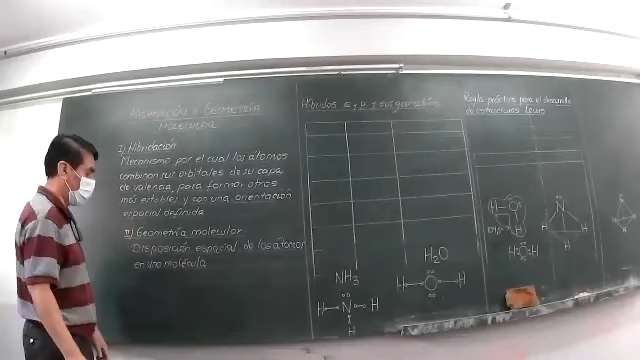 Hibridación y Geometría
Molecular
I) Hibridación
Mecanismo por el cual los átomos
combinan sus orbitales de su capa
de valencia, para formar otros
más estables y con una orientación
espacial definida
II) Geometría molecular
Disposición espacial de los átomos
en una molécula
Híbridos s y p y sus geometrías
NH₃
H N H
H
H₂O
H O H
Regla práctica para el desarrollo
de estructuras Lewis
H O
H
H O H
N
H H
H